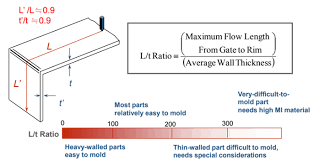 L'/L≒0.9
t'/t≒0.9
L
L'
t
t'
L/t Ratio = (Maximum Flow Length From Gate to Rim) / (Average Wall Thickness)
Most parts
relatively easy to mold
Very-difficult-to-
mold part
needs high MI material
L/t Ratio
0
100
200
300
Heavy-walled parts
easy to mold
Thin-walled part difficult to mold,
needs special considerations